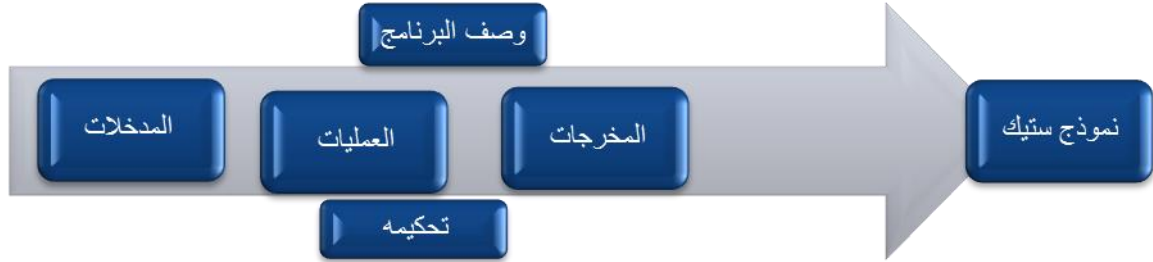 وصف البرنامج
المدخلات
العمليات
المخرجات
نموذج ستيك
تحكيمه